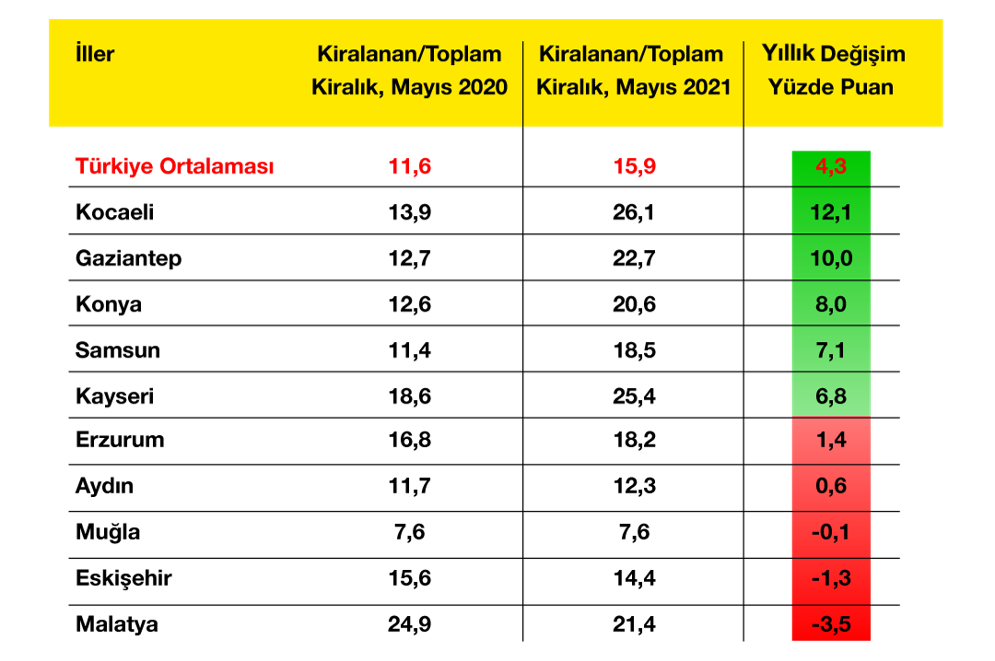 İller Kiralanan/Toplam Kiralanan/Toplam Yıllık Değişim
Kiralık, Mayıs 2020 Kiralık, Mayıs 2021 Yüzde Puan
Türkiye Ortalaması 11,6 15,9 4,3
Kocaeli 13,9 26,1 12,1
Gaziantep 12,7 22,7 10,0
Konya 12,6 20,6 8,0
Samsun 11,4 18,5 7,1
Kayseri 18,6 25,4 6,8
Erzurum 16,8 18,2 1,4
Aydın 11,7 12,3 0,6
Muğla 7,6 7,6 -0,1
Eskişehir 15,6 14,4 -1,3
Malatya 24,9 21,4 -3,5